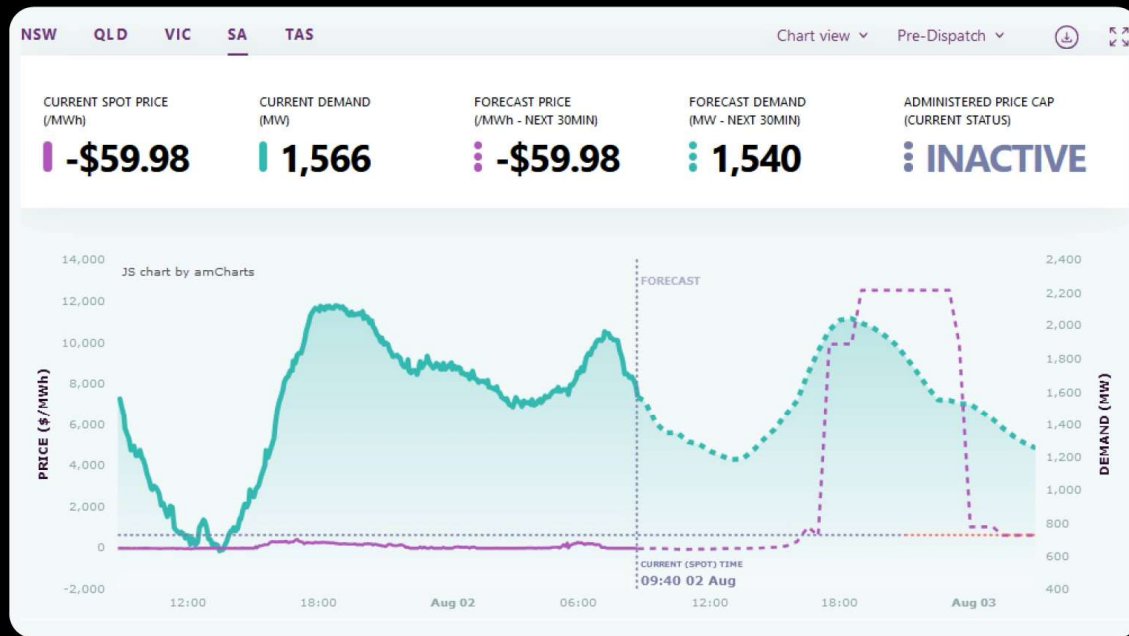 NSW QLD VIC SA TAS Chart view Pre-Dispatch
CURRENT SPOT PRICE
(/MWh)
-$59.98
CURRENT DEMAND
(MW)
1,566
FORECAST PRICE
(/MWh - NEXT 30MIN)
-$59.98
FORECAST DEMAND
(MW - NEXT 30MIN)
1,540
ADMINISTERED PRICE CAP
(CURRENT STATUS)
INACTIVE
JS chart by amCharts
FORECAST
PRICE ($/MWh)
14,000
12,000
10,000
8,000
6,000
4,000
2,000
0
-2,000
2,400
2,200
2,000
1,800
1,600
1,400
1,200
1,000
800
600
400
DEMAND (MW)
CURRENT (SPOT) TIME
09:40 02 Aug
12:00 18:00 Aug 02 06:00 12:00 18:00 Aug 03